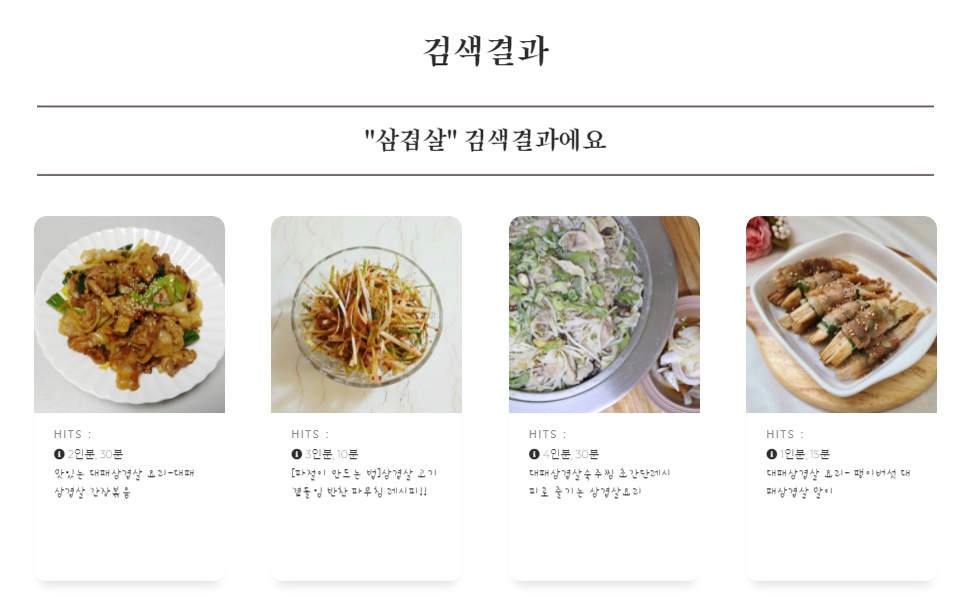 검색결과
"삼겹살" 검색결과에요
HITS :
2인분 30분
맛있는 대패삼겹살 요리-대패
삼겹살 간장볶음
HITS :
3인분 10분
[파절이 만드는 법]삼겹살 고기
곁들임 반찬 파무침 레시피!!
HITS :
4인분 30분
대패삼겹살숙주찜 초간단레시
피로 즐기는 삼겹살요리
HITS :
1인분 15분
대패삼겹살 요리- 팽이버섯 대
패삼겹살 말이